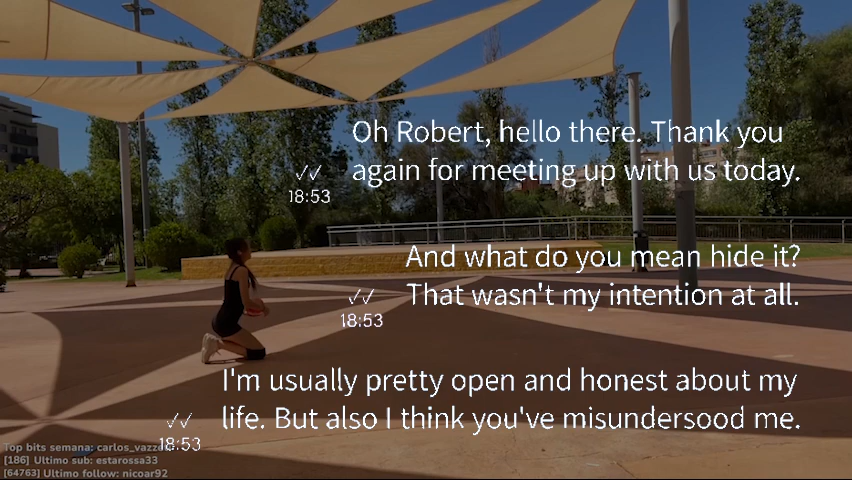 Oh Robert, hello there. Thank you
again for meeting up with us today.
✓✓
18:53
And what do you mean hide it?
That wasn't my intention at all.
✓✓
18:53
I'm usually pretty open and honest about my
life. But also I think you've misundersood me.
✓✓
18:53
Top bits semana: carlos_vazz
[186] Ultimo sub: estarossa33
[64763] Ultimo follow: nicoar92